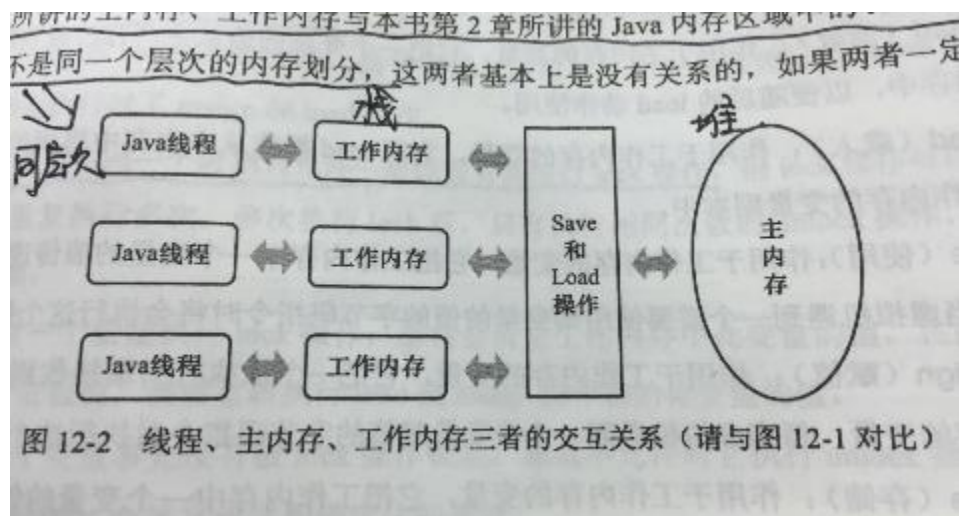 所讲的主内存、工作内存与本书第 2 章所讲的 Java 内存区域中的
不是同一个层次的内存划分，这两者基本上是没有关系的，如果两者一定
同层次
栈
堆
Java线程
工作内存
Java线程
工作内存
Java线程
工作内存
Save
和
Load
操作
主
内
存
图 12-2 线程、主内存、工作内存三者的交互关系（请与图 12-1 对比）